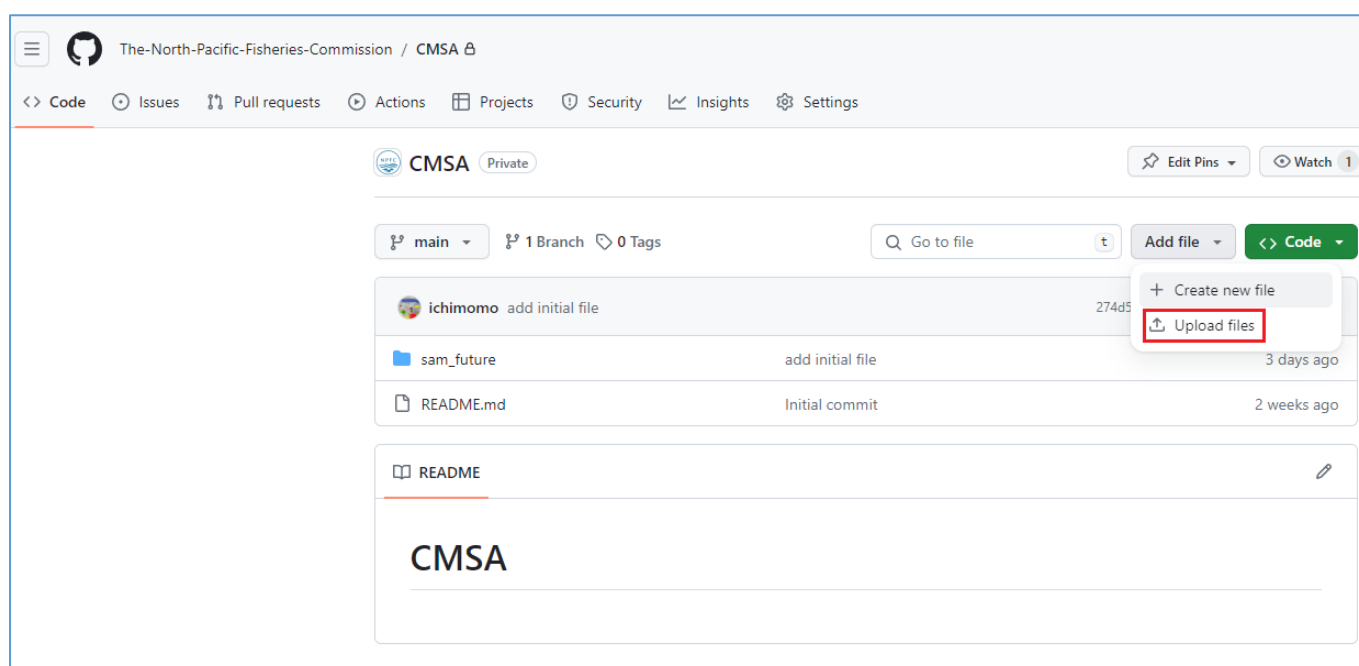 The-North-Pacific-Fisheries-Commission / CMSA
<> Code Issues Pull requests Actions Projects Security Insights Settings
CMSA Private Edit Pins Watch 1
main 1 Branch 0 Tags Go to file t Add file <> Code
ichimomo add initial file 274d5
+ Create new file
Upload files
sam_future add initial file 3 days ago
README.md Initial commit 2 weeks ago
README
CMSA